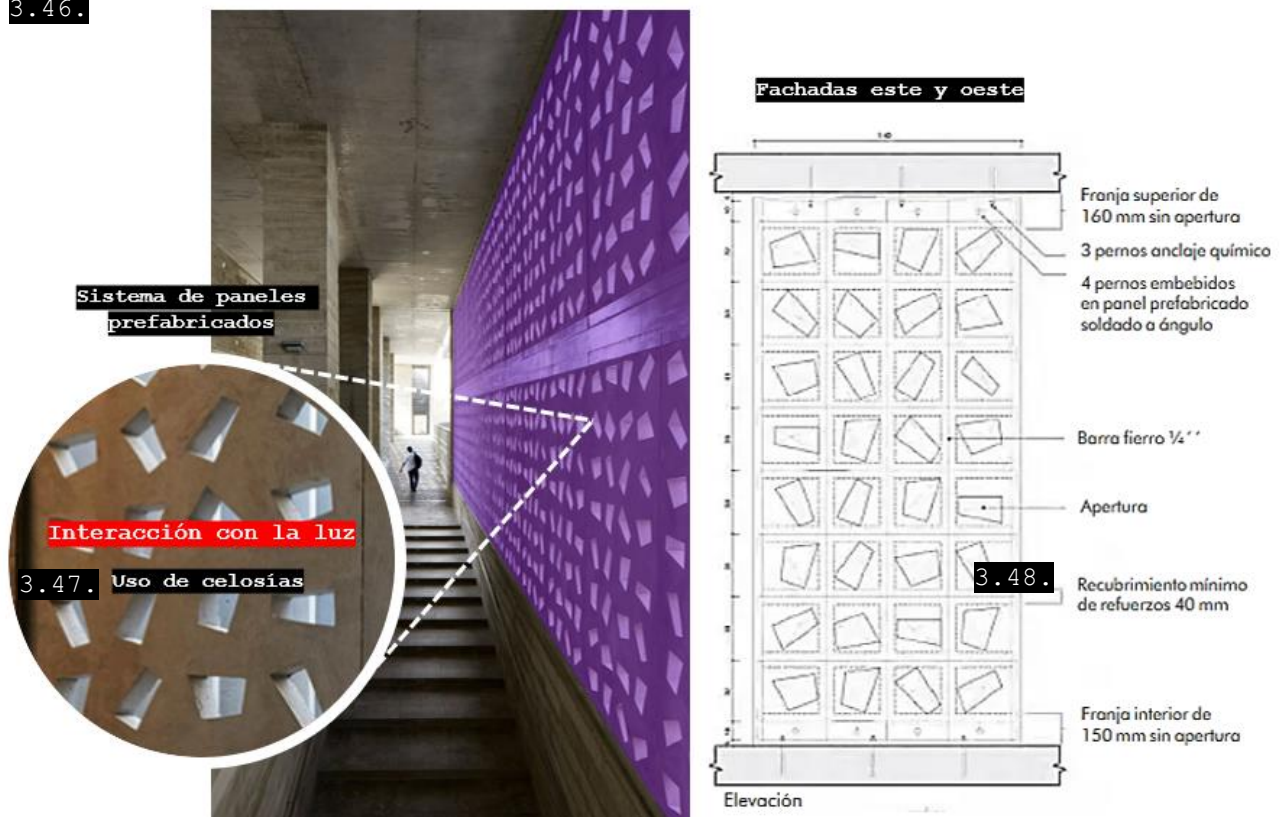 3.46.
Fachadas este y oeste
Franja superior de
160 mm sin apertura
3 pernos anclaje químico
4 pernos embebidos
en panel prefabricado
soldado a ángulo
Sistema de paneles
prefabricados
Barra fierro ¼´´
Apertura
Interacción con la luz
3.47.
Uso de celosías
3.48.
Recubrimiento mínimo
de refuerzos 40 mm
Franja interior de
150 mm sin apertura
Elevación